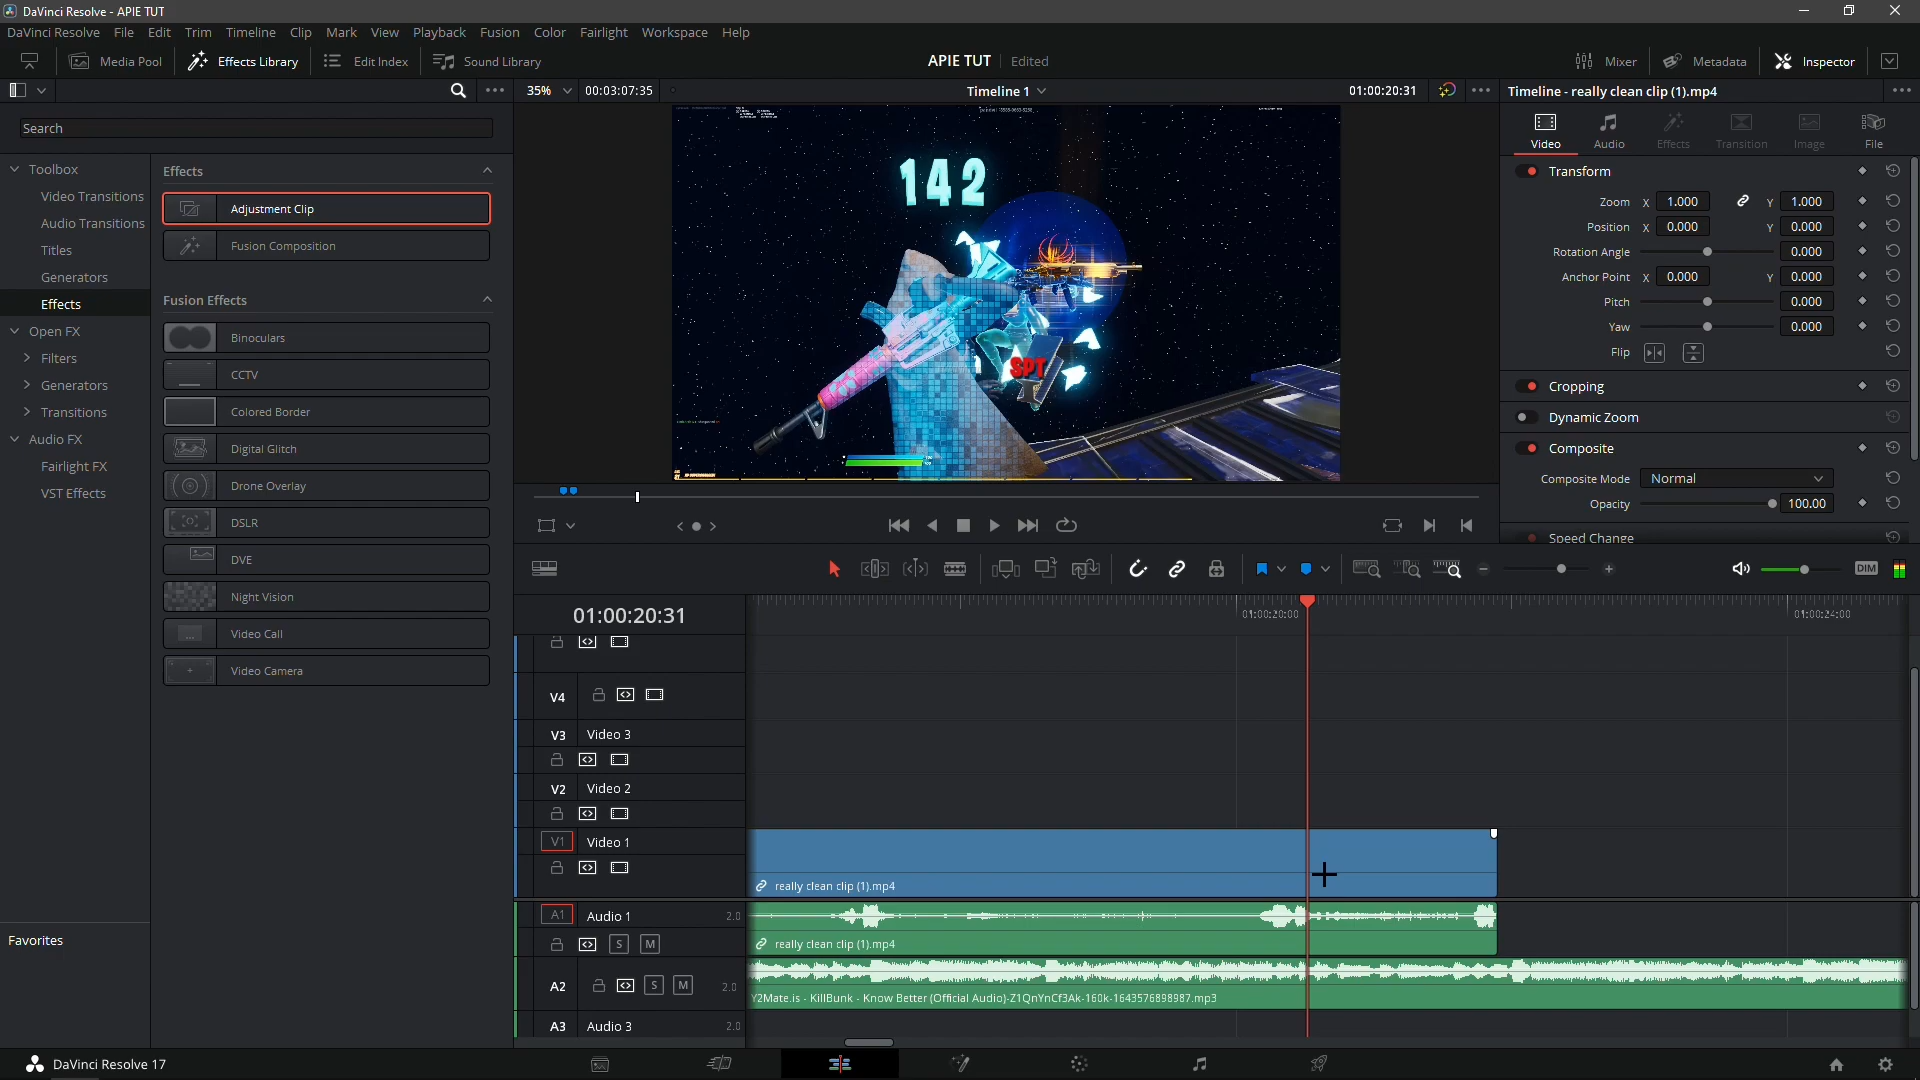 DaVinci Resolve - APIE TUT
DaVinci Resolve File Edit Trim Timeline Clip Mark View Playback Fusion Color Fairlight Workspace Help
Media Pool Effects Library Edit Index Sound Library APIE TUT Edited Mixer Metadata Inspector
35% 00:03:07:35 Timeline 1 01:00:20:31 Timeline - really clean clip (1).mp4
Search
Toolbox
Video Transitions
Audio Transitions
Titles
Generators
Effects
Open FX
Filters
Generators
Transitions
Audio FX
Fairlight FX
VST Effects
Favorites
Effects
Adjustment Clip
Fusion Composition
Fusion Effects
Binoculars
CCTV
Colored Border
Digital Glitch
Drone Overlay
DSLR
DVE
Night Vision
Video Call
Video Camera
142
SPT
Video Audio Effects Transition Image File
Transform
Zoom X 1.000 Y 1.000
Position X 0.000 Y 0.000
Rotation Angle 0.000
Anchor Point X 0.000 Y 0.000
Pitch 0.000
Yaw 0.000
Flip
Cropping
Dynamic Zoom
Composite
Composite Mode Normal
Opacity 100.00
Speed Change
DIM
01:00:20:31 01:00:20:00 01:00:24:00
V4
V3 Video 3
V2 Video 2
V1 Video 1
really clean clip (1).mp4
A1 Audio 1 2.0
S M really clean clip (1).mp4
A2 S M 2.0
Y2Mate.is - KillBunk - Know Better (Official Audio)-Z1QnYnCf3Ak-160k-1643576898987.mp3
A3 Audio 3 2.0
DaVinci Resolve 17